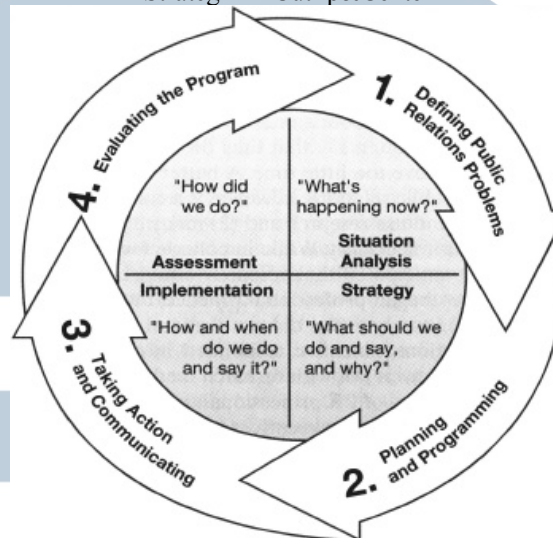 1. Defining Public
Relations Problems
2. Planning
and Programming
3. Taking Action
and Communicating
4. Evaluating the Program
"How did
we do?"
Assessment
"What's
happening now?"
Situation
Analysis
Implementation
"How and when
do we do
and say it?"
Strategy
"What should we
do and say,
and why?"